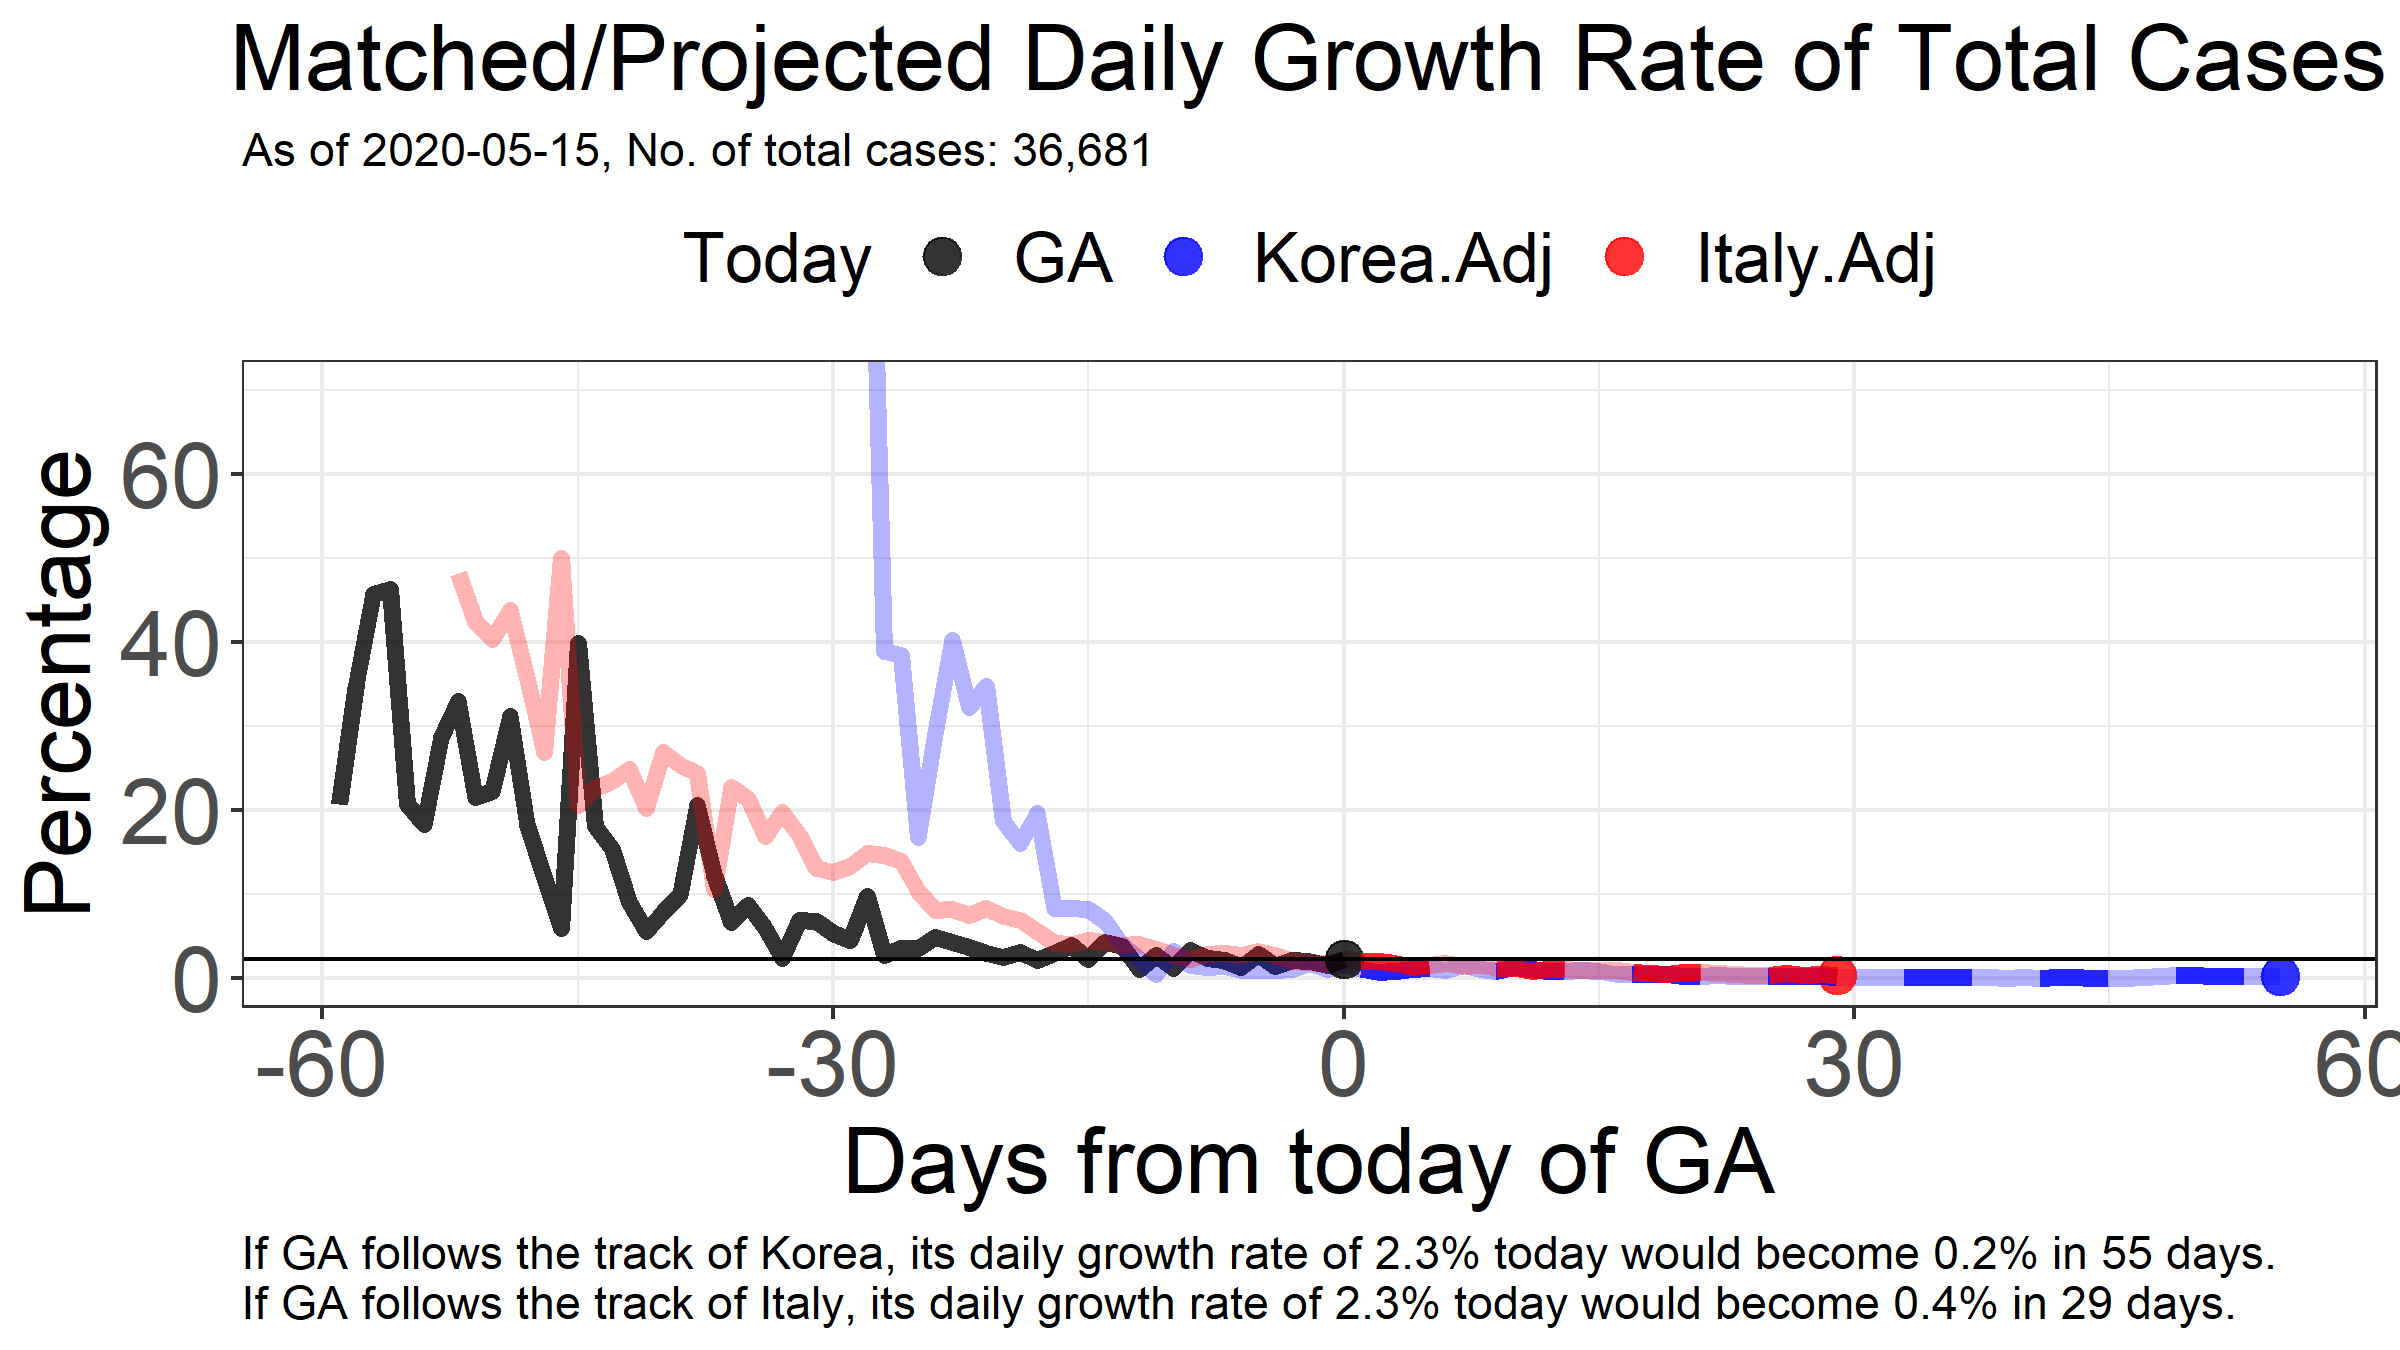 Matched/Projected Daily Growth Rate of Total Cases
As of 2020-05-15, No. of total cases: 36,681
Today GA Korea.Adj Italy.Adj
Percentage
60
40
20
0
-60 -30 0 30 60
Days from today of GA
If GA follows the track of Korea, its daily growth rate of 2.3% today would become 0.2% in 55 days.
If GA follows the track of Italy, its daily growth rate of 2.3% today would become 0.4% in 29 days.